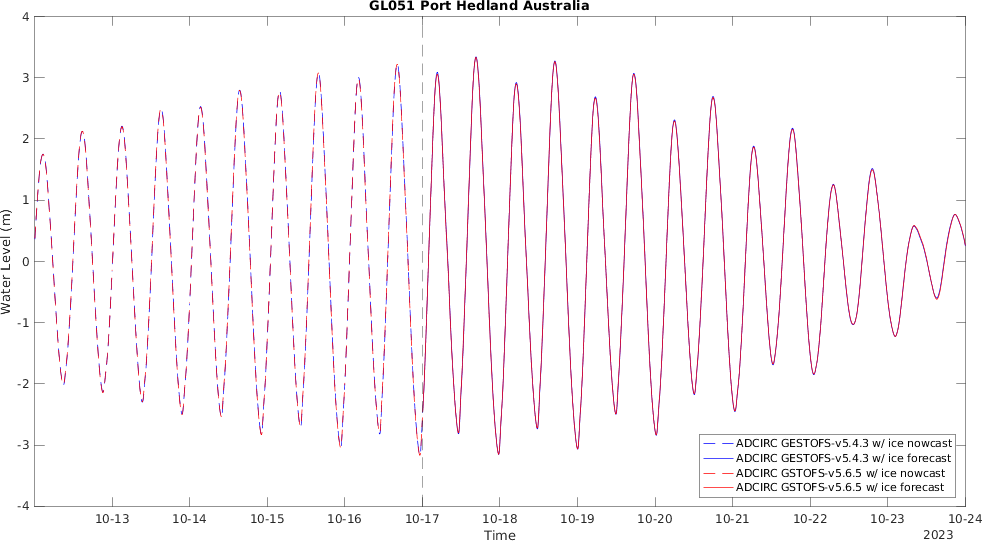 GL051 Port Hedland Australia
4
3
2
1
0
-1
-2
-3
-4
Water Level (m)
ADCIRC GESTOFS-v5.4.3 w/ ice nowcast
ADCIRC GESTOFS-v5.4.3 w/ ice forecast
ADCIRC GSTOFS-v5.6.5 w/ ice nowcast
ADCIRC GSTOFS-v5.6.5 w/ ice forecast
10-13 10-14 10-15 10-16 10-17 10-18 10-19 10-20 10-21 10-22 10-23 10-24
Time
2023